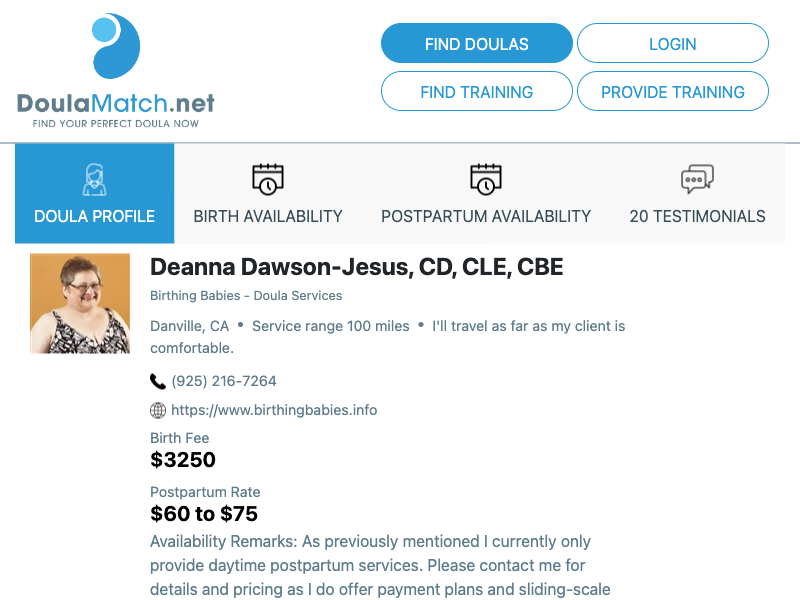 DoulaMatch.net
FIND YOUR PERFECT DOULA NOW
FIND DOULAS
LOGIN
FIND TRAINING
PROVIDE TRAINING
DOULA PROFILE
BIRTH AVAILABILITY
POSTPARTUM AVAILABILITY
20 TESTIMONIALS
Deanna Dawson-Jesus, CD, CLE, CBE
Birthing Babies - Doula Services
Danville, CA • Service range 100 miles • I'll travel as far as my client is
comfortable.
(925) 216-7264
https://www.birthingbabies.info
Birth Fee
$3250
Postpartum Rate
$60 to $75
Availability Remarks: As previously mentioned I currently only
provide daytime postpartum services. Please contact me for
details and pricing as I do offer payment plans and sliding-scale